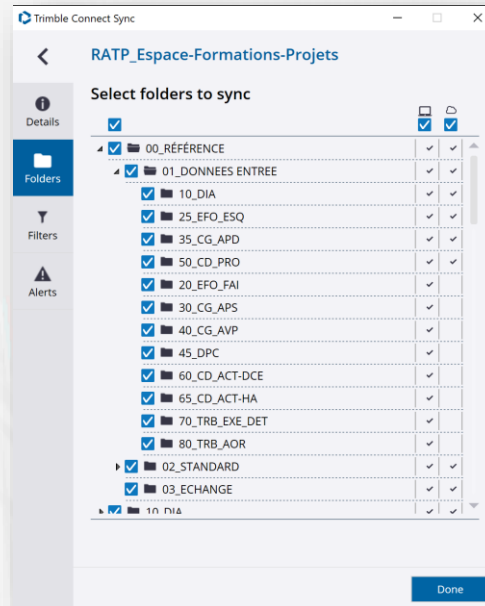 Trimble Connect Sync
RATP_Espace-Formations-Projets
Select folders to sync
Details
Folders
Filters
Alerts
00_RÉFÉRENCE
01_DONNEES ENTREE
10_DIA
25_EFO_ESQ
35_CG_APD
50_CD_PRO
20_EFO_FAI
30_CG_APS
40_CG_AVP
45_DPC
60_CD_ACT-DCE
65_CD_ACT-HA
70_TRB_EXE_DET
80_TRB_AOR
02_STANDARD
03_ECHANGE
10_DIA
Done